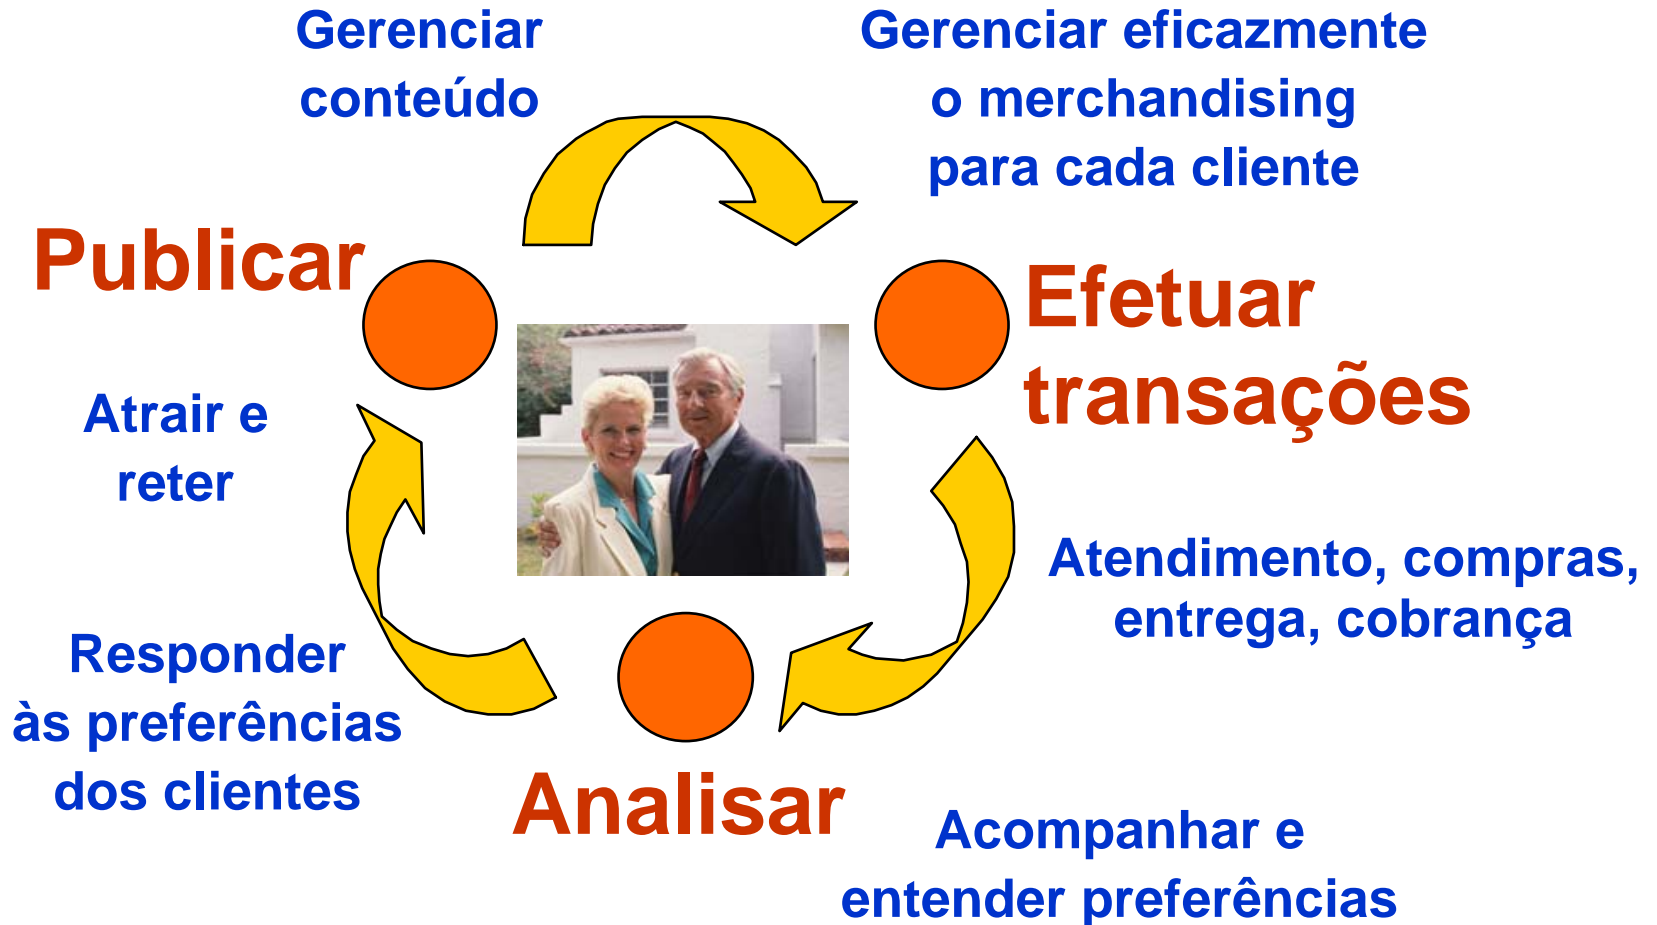 Gerenciar
conteúdo
Gerenciar eficazmente
o merchandising
para cada cliente
Publicar
Efetuar
transações
Atrair e
reter
Atendimento, compras,
entrega, cobrança
Responder
às preferências
dos clientes
Analisar
Acompanhar e
entender preferências